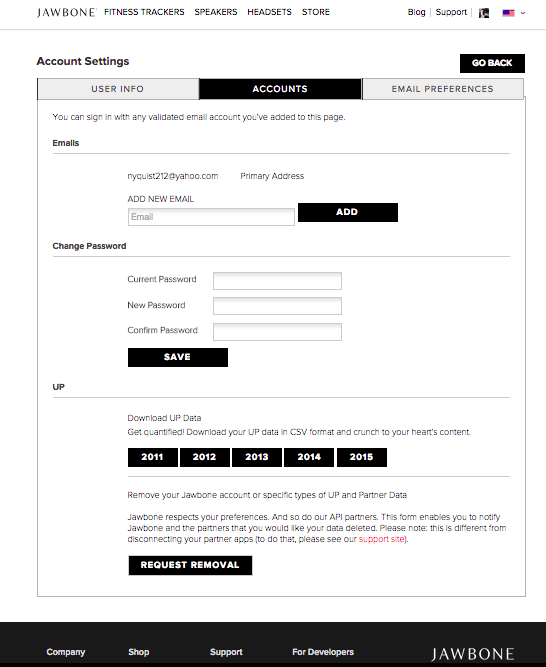 JAWBONE® FITNESS TRACKERS SPEAKERS HEADSETS STORE Blog Support
Account Settings
GO BACK
USER INFO ACCOUNTS EMAIL PREFERENCES
You can sign in with any validated email account you've added to this page.
Emails
nyquist212@yahoo.com Primary Address
ADD NEW EMAIL
Email ADD
Change Password
Current Password
New Password
Confirm Password
SAVE
UP
Download UP Data
Get quantified! Download your UP data in CSV format and crunch to your heart's content.
2011 2012 2013 2014 2015
Remove your Jawbone account or specific types of UP and Partner Data
Jawbone respects your preferences. And so do our API partners. This form enables you to notify
Jawbone and the partners that you would like your data deleted. Please note: this is different from
disconnecting your partner apps (to do that, please see our support site).
REQUEST REMOVAL
Company Shop Support For Developers JAWBONE